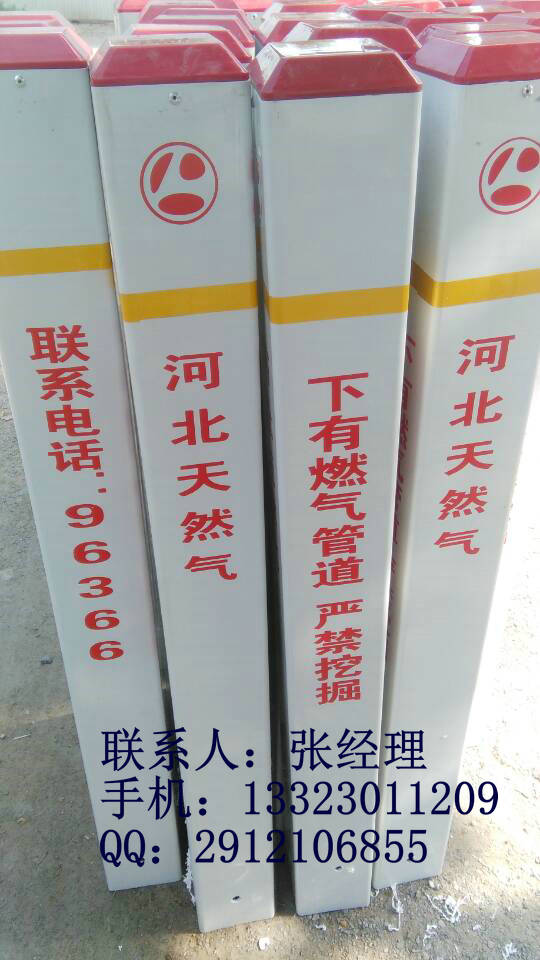 联系电话:96366
河北天然气
下有燃气管道 严禁挖掘
河北天然气
联系人：张经理
手机：13323011209
QQ：2912106855